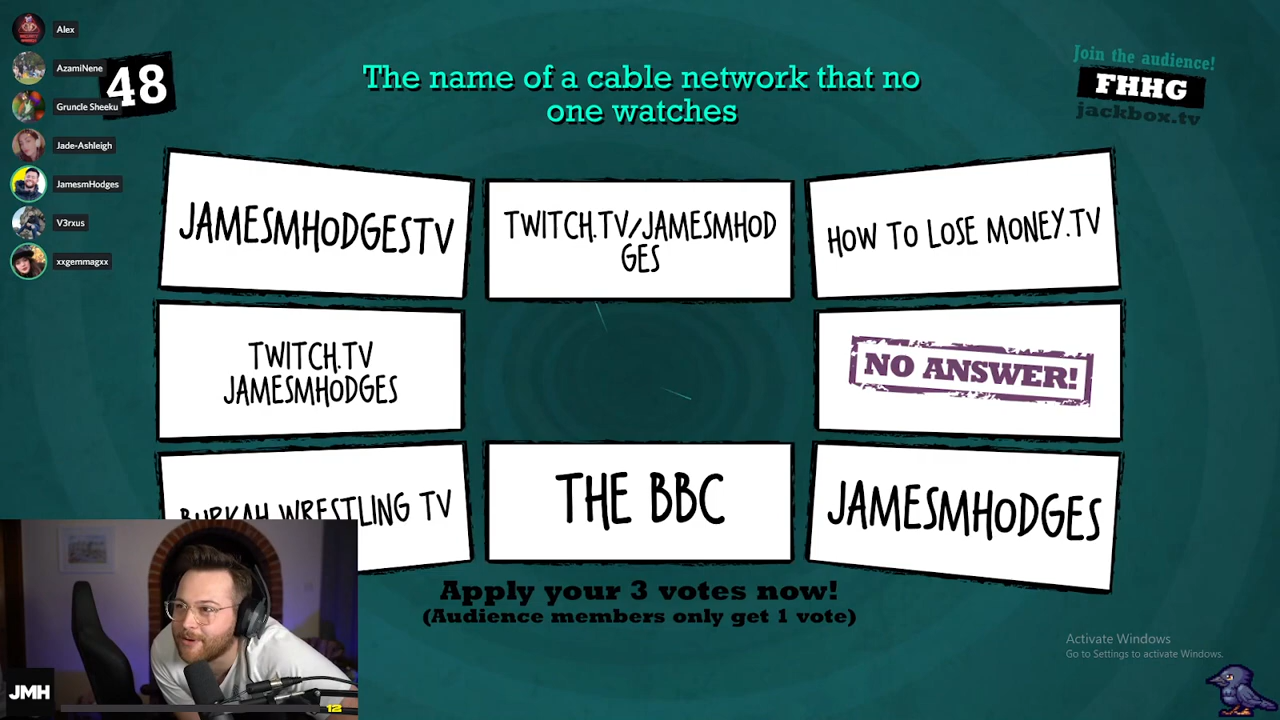 Alex
AzamiNene
48
Gruncle Sheeku
Jade-Ashleigh
JamesmHodges
V3rxus
xxgemmagxx
The name of a cable network that no
one watches
Join the audience!
FHHG
jackbox.tv
JAMESMHODGESTV
TWITCH.TV/JAMESMHOD
GES
HOW TO LOSE MONEY.TV
TWITCH.TV
JAMESMHODGES
NO ANSWER!
WRESTLING TV
THE BBC
JAMESMHODGES
Apply your 3 votes now!
(Audience members only get 1 vote)
Activate Windows
Go to Settings to activate Windows.
JMH
12